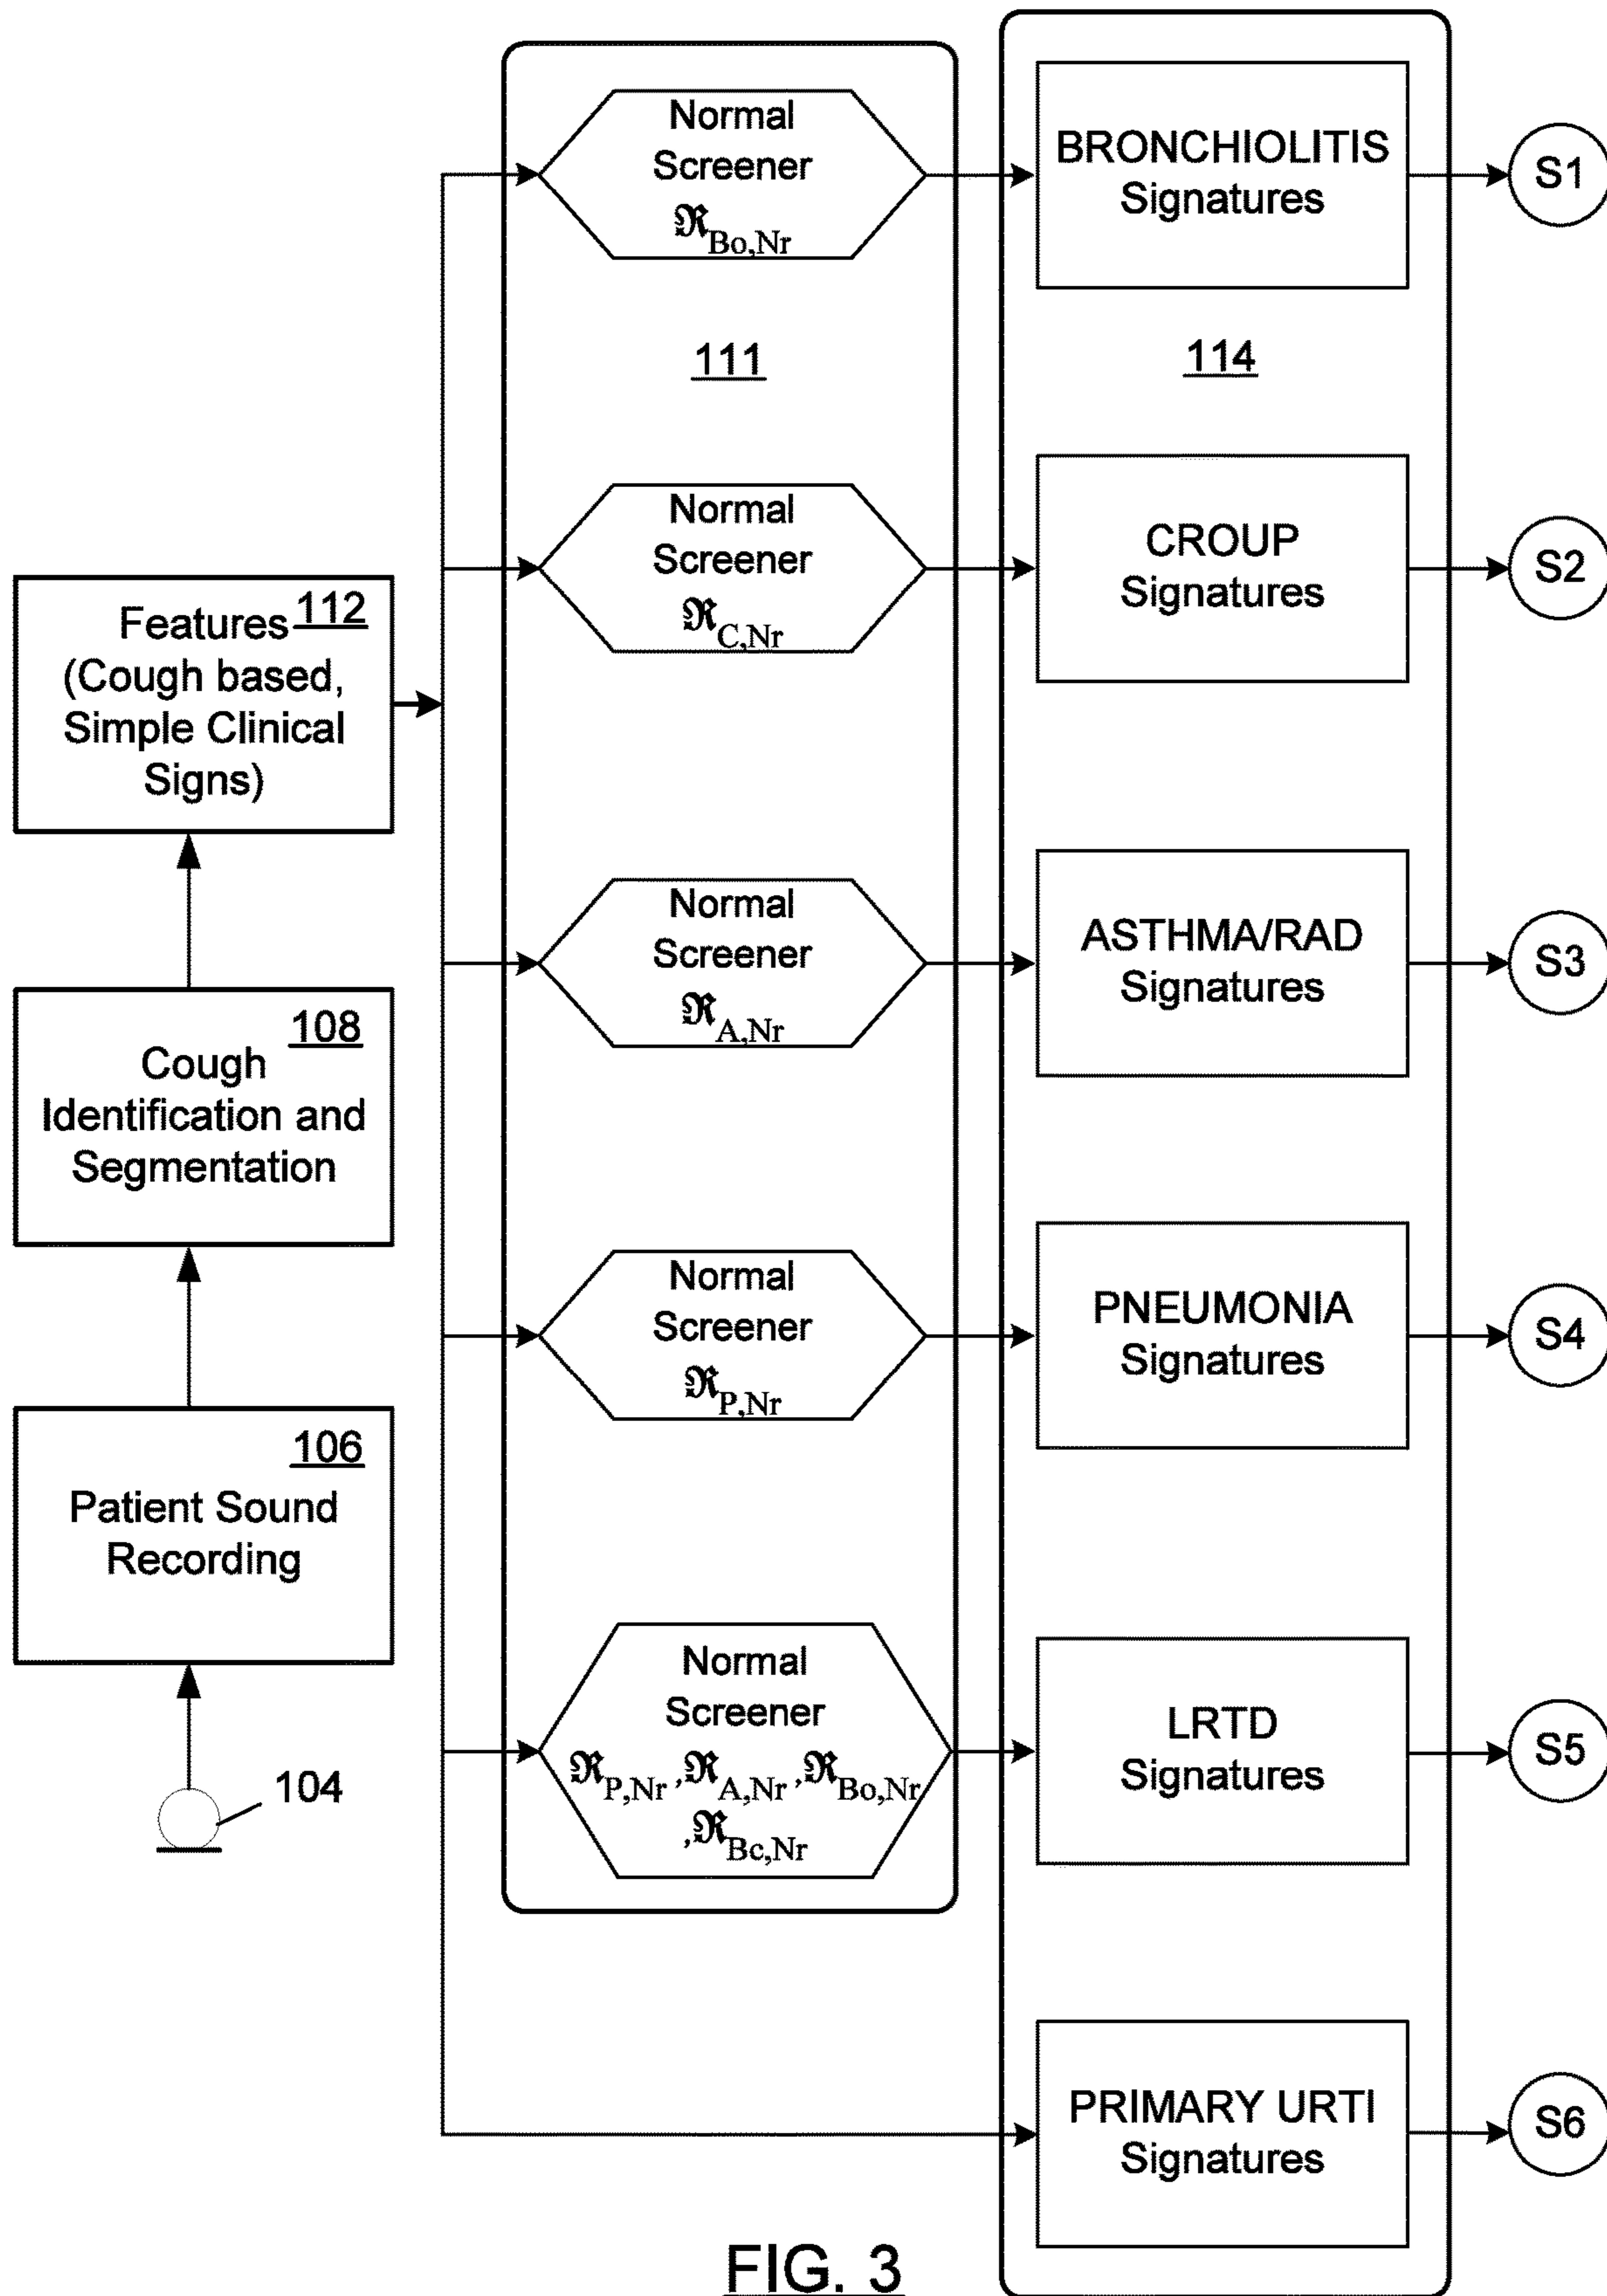 Normal
Screener
ℜBo,Nr
BRONCHIOLITIS
Signatures
S1
111
114
Normal
Screener
ℜC,Nr
CROUP
Signatures
S2
Features 112
(Cough based,
Simple Clinical
Signs)
Normal
Screener
ℜA,Nr
ASTHMA/RAD
Signatures
S3
108
Cough
Identification and
Segmentation
Normal
Screener
ℜP,Nr
PNEUMONIA
Signatures
S4
106
Patient Sound
Recording
Normal
Screener
ℜP,Nr ,ℜA,Nr ,ℜBo,Nr
,ℜBc,Nr
LRTD
Signatures
S5
104
PRIMARY URTI
Signatures
S6
FIG. 3